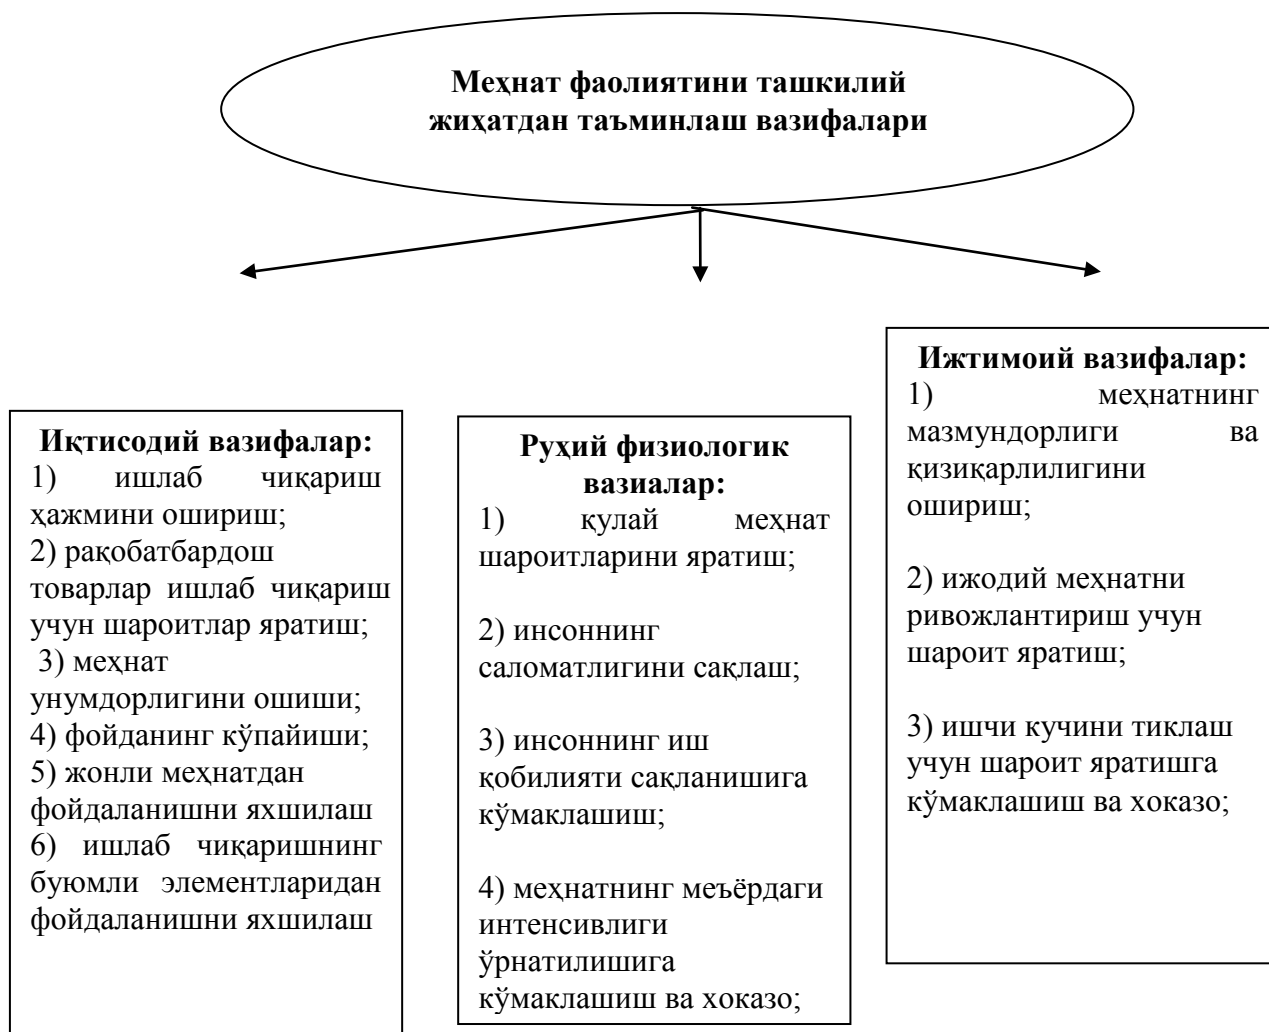 Меҳнат фаолиятини ташкилий
жиҳатдан таъминлаш вазифалари
Иқтисодий вазифалар:
1) ишлаб чиқариш
ҳажмини ошириш;
2) рақобатбардош
товарлар ишлаб чиқариш
учун шароитлар яратиш;
3) меҳнат
унумдорлигини ошиши;
4) фойданинг кўпайиши;
5) жонли меҳнатдан
фойдаланишни яхшилаш
6) ишлаб чиқаришнинг
буюмли элементларидан
фойдаланишни яхшилаш
Руҳий физиологик
вазиалар:
1) қулай меҳнат
шароитларини яратиш;
2) инсоннинг
саломатлигини сақлаш;
3) инсоннинг иш
қобилияти сақланишига
кўмаклашиш;
4) меҳнатнинг меъёрдаги
интенсивлиги
ўрнатилишига
кўмаклашиш ва хоказо;
Ижтимоий вазифалар:
1) меҳнатнинг
мазмундорлиги ва
қизиқарлилигини
ошириш;
2) ижодий меҳнатни
ривожлантириш учун
шароит яратиш;
3) ишчи кучини тиклаш
учун шароит яратишга
кўмаклашиш ва хоказо;